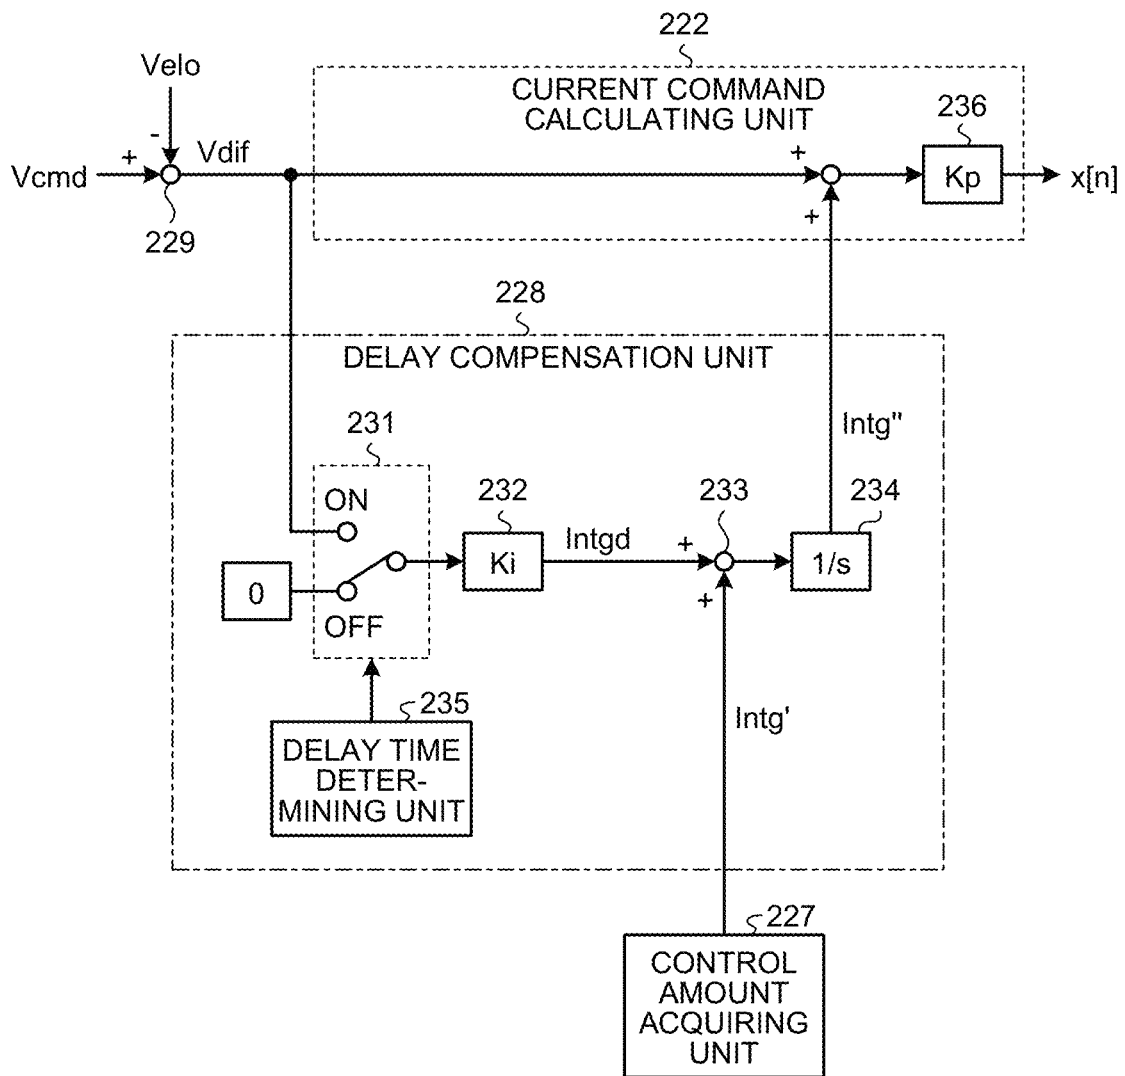 222
Velo
CURRENT COMMAND
CALCULATING UNIT
236
-
+
Vdif
+
Vcmd
Kp
x[n]
+
229
228
DELAY COMPENSATION UNIT
231
Intg"
ON
232
233
234
Intgd
+
Ki
1/s
0
+
OFF
235
Intg'
DELAY TIME
DETER-
MINING UNIT
227
CONTROL
AMOUNT
ACQUIRING
UNIT